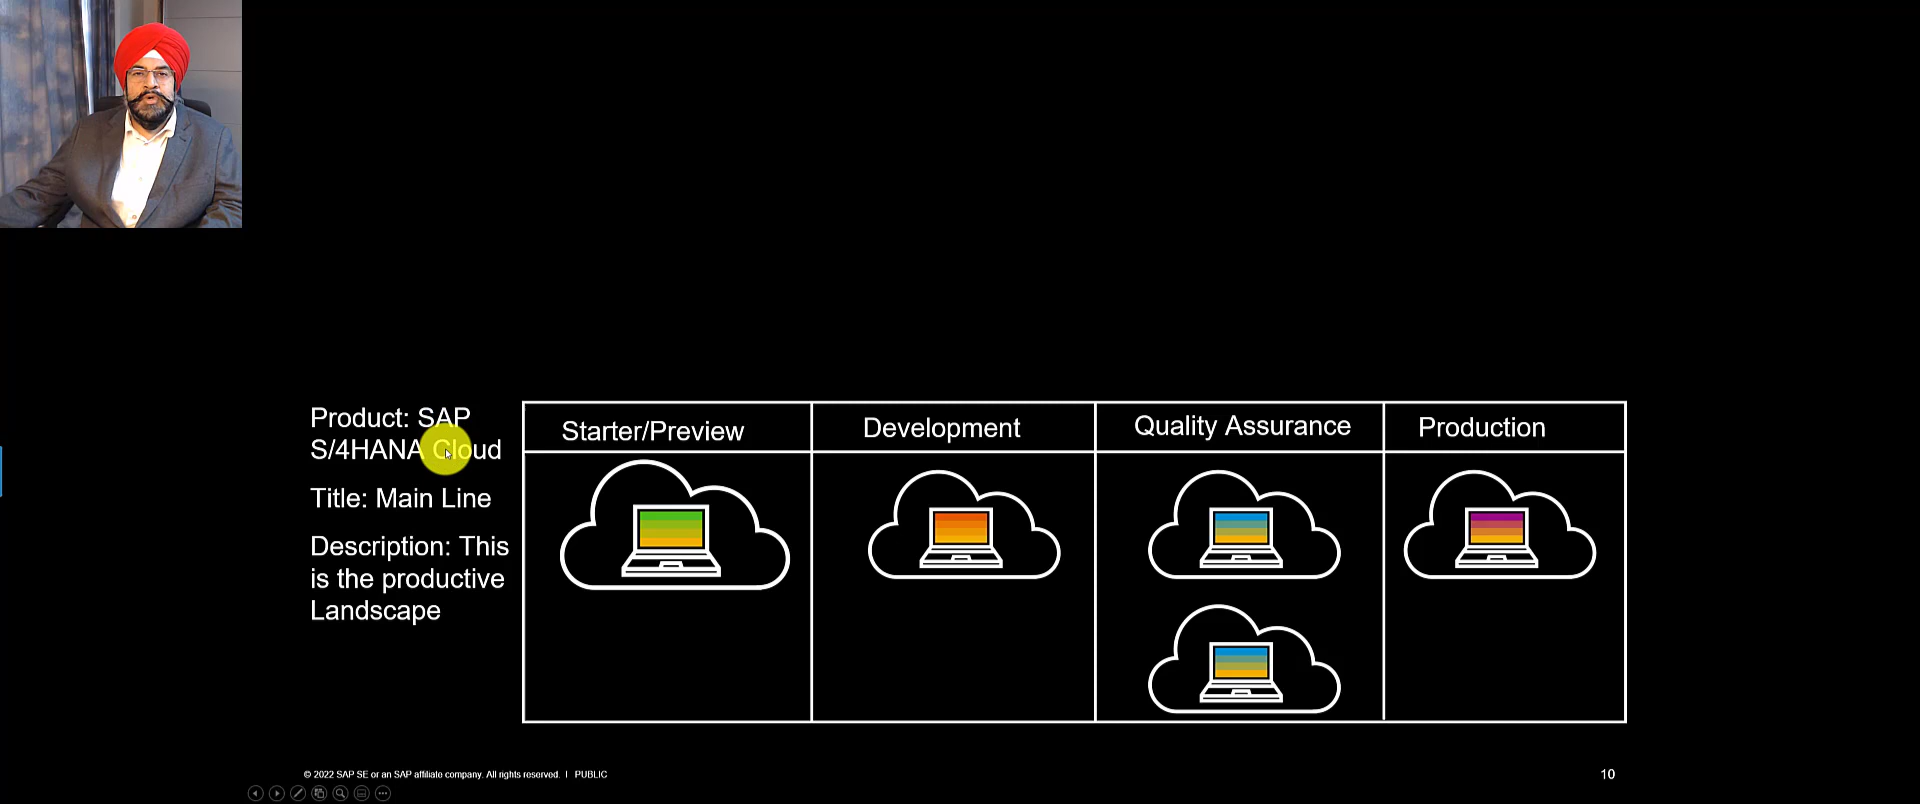 Product: SAP
S/4HANA Cloud
Title: Main Line
Description: This
is the productive
Landscape
Starter/Preview
Development
Quality Assurance
Production
© 2022 SAP SE or an SAP affiliate company. All rights reserved. | PUBLIC
10